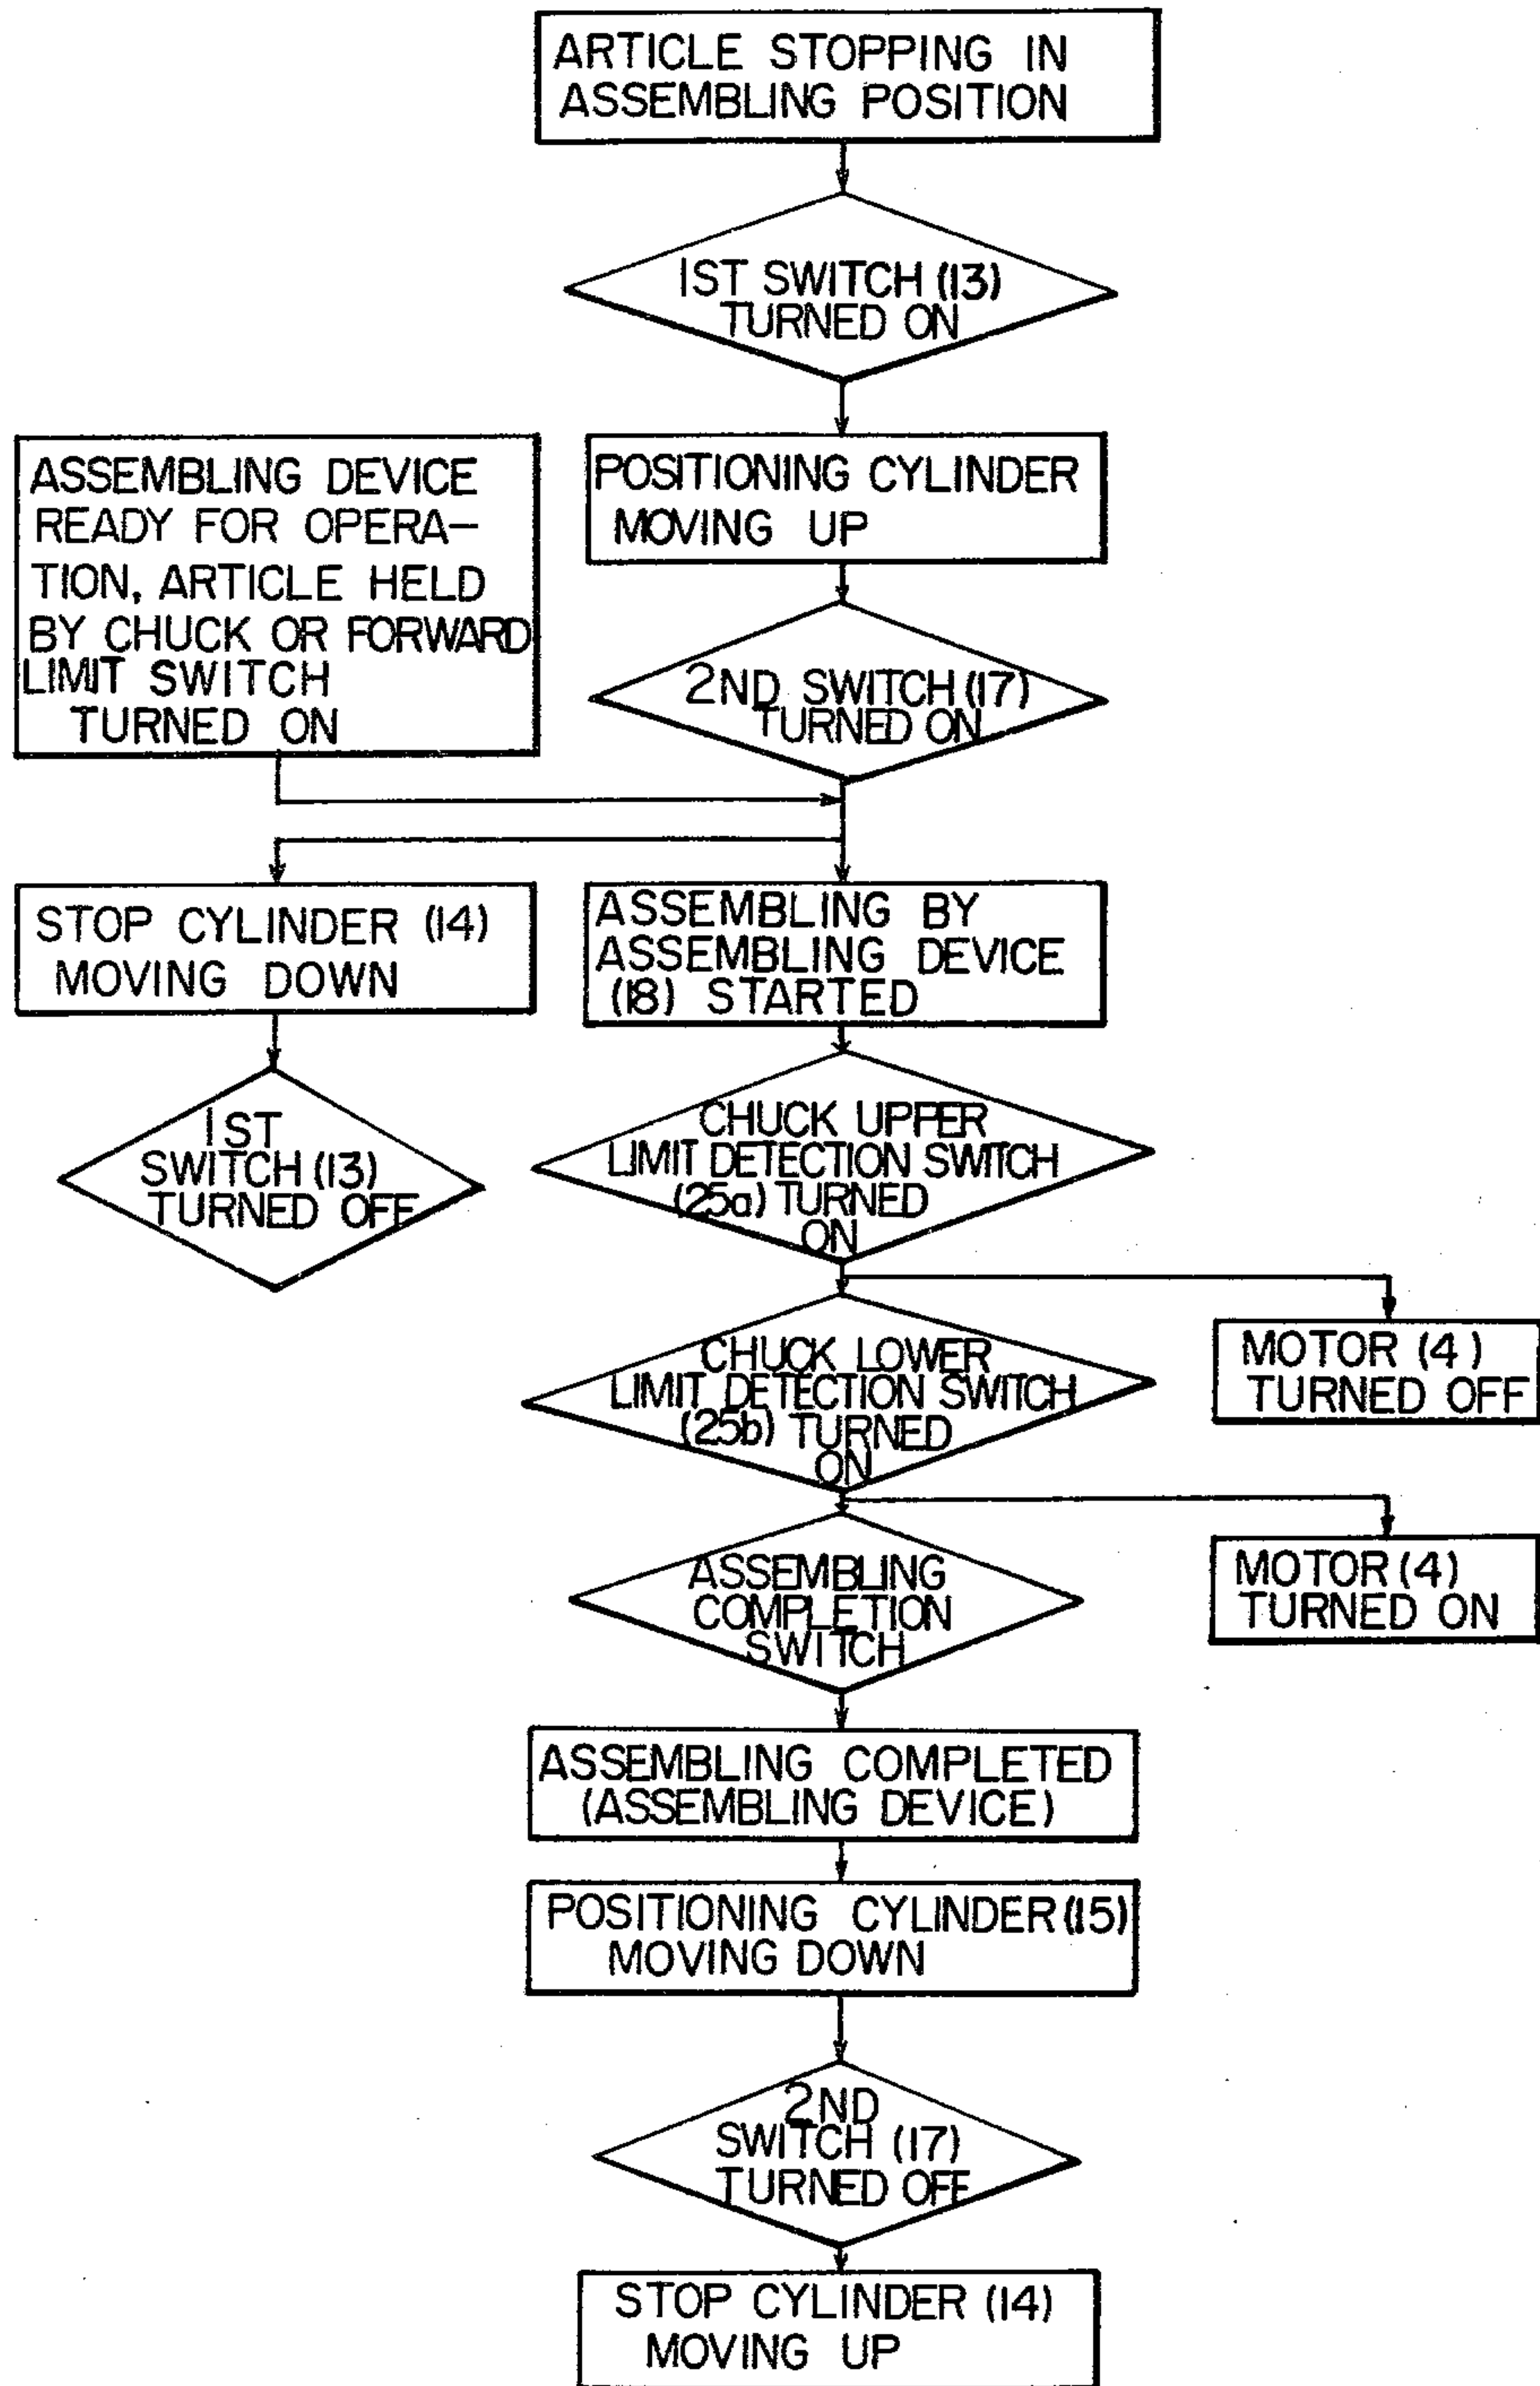 ARTICLE STOPPING IN
ASSEMBLING POSITION
1ST SWITCH (13)
TURNED ON
ASSEMBLING DEVICE
READY FOR OPERA-
TION, ARTICLE HELD
BY CHUCK OR FORWARD
LIMIT SWITCH
TURNED ON
POSITIONING CYLINDER
MOVING UP
2ND SWITCH (17)
TURNED ON
STOP CYLINDER (14)
MOVING DOWN
ASSEMBLING BY
ASSEMBLING DEVICE
(18) STARTED
1ST
SWITCH (13)
TURNED OFF
CHUCK UPPER
LIMIT DETECTION SWITCH
(25a) TURNED
ON
MOTOR (4)
TURNED OFF
CHUCK LOWER
LIMIT DETECTION SWITCH
(25b) TURNED
ON
MOTOR (4)
TURNED ON
ASSEMBLING
COMPLETION
SWITCH
ASSEMBLING COMPLETED
(ASSEMBLING DEVICE)
POSITIONING CYLINDER (15)
MOVING DOWN
2ND
SWITCH (17)
TURNED OFF
STOP CYLINDER (14)
MOVING UP